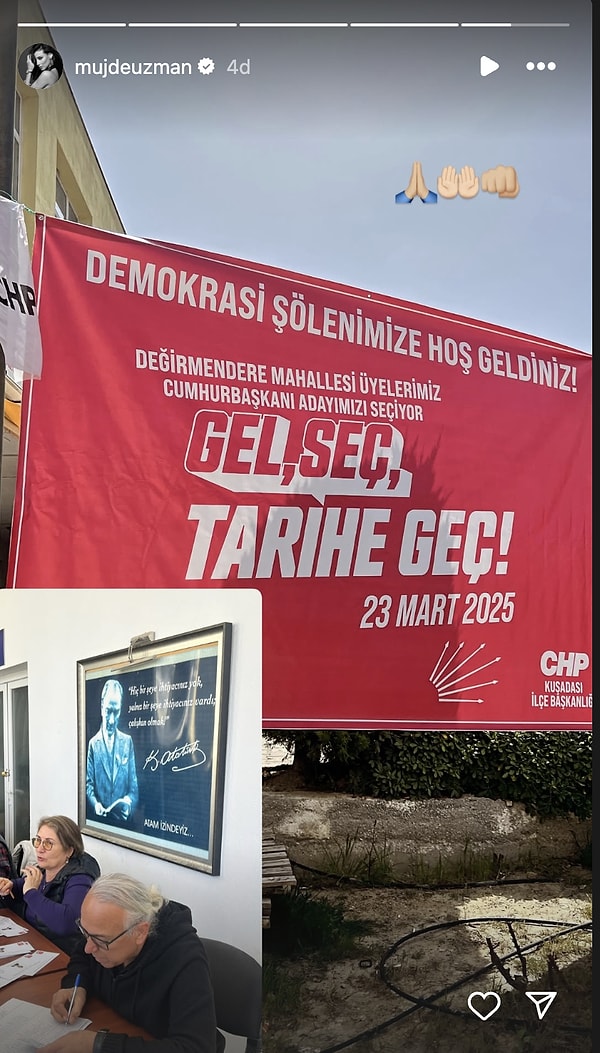 mujdeuzman 4d
CHP
DEMOKRASİ ŞÖLENİMİZE HOŞ GELDİNİZ!
DEĞİRMENDERE MAHALLESİ ÜYELERİMİZ
CUMHURBAŞKANI ADAYIMIZI SEÇİYOR
GEL, SEÇ,
TARİHE GEÇ!
23 MART 2025
CHP
KUŞADASI
İLÇE BAŞKANLIĞ
"Hiç bir şeye ihtiyacınız yok,
yalnız bir şeye ihtiyacınız vardır;
çalışkan olmak!"
K. Atatürk
ATAM İZİNDEYİZ...